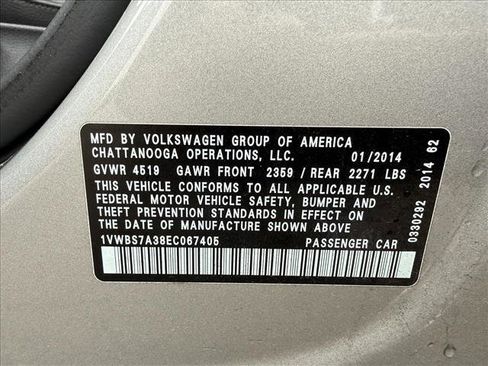 MFD BY VOLKSWAGEN GROUP OF AMERICA
CHATTANOOGA OPERATIONS, LLC. 01/2014
GVWR 4519 GAWR FRONT 2359 / REAR 2271 LBS
THIS VEHICLE CONFORMS TO ALL APPLICABLE U.S.
FEDERAL MOTOR VEHICLE SAFETY, BUMPER AND
THEFT PREVENTION STANDARDS IN EFFECT ON
THE DATE OF MANUFACTURE SHOWN ABOVE
1VWBS7A38EC067405 PASSENGER CAR
0330292 2014 62